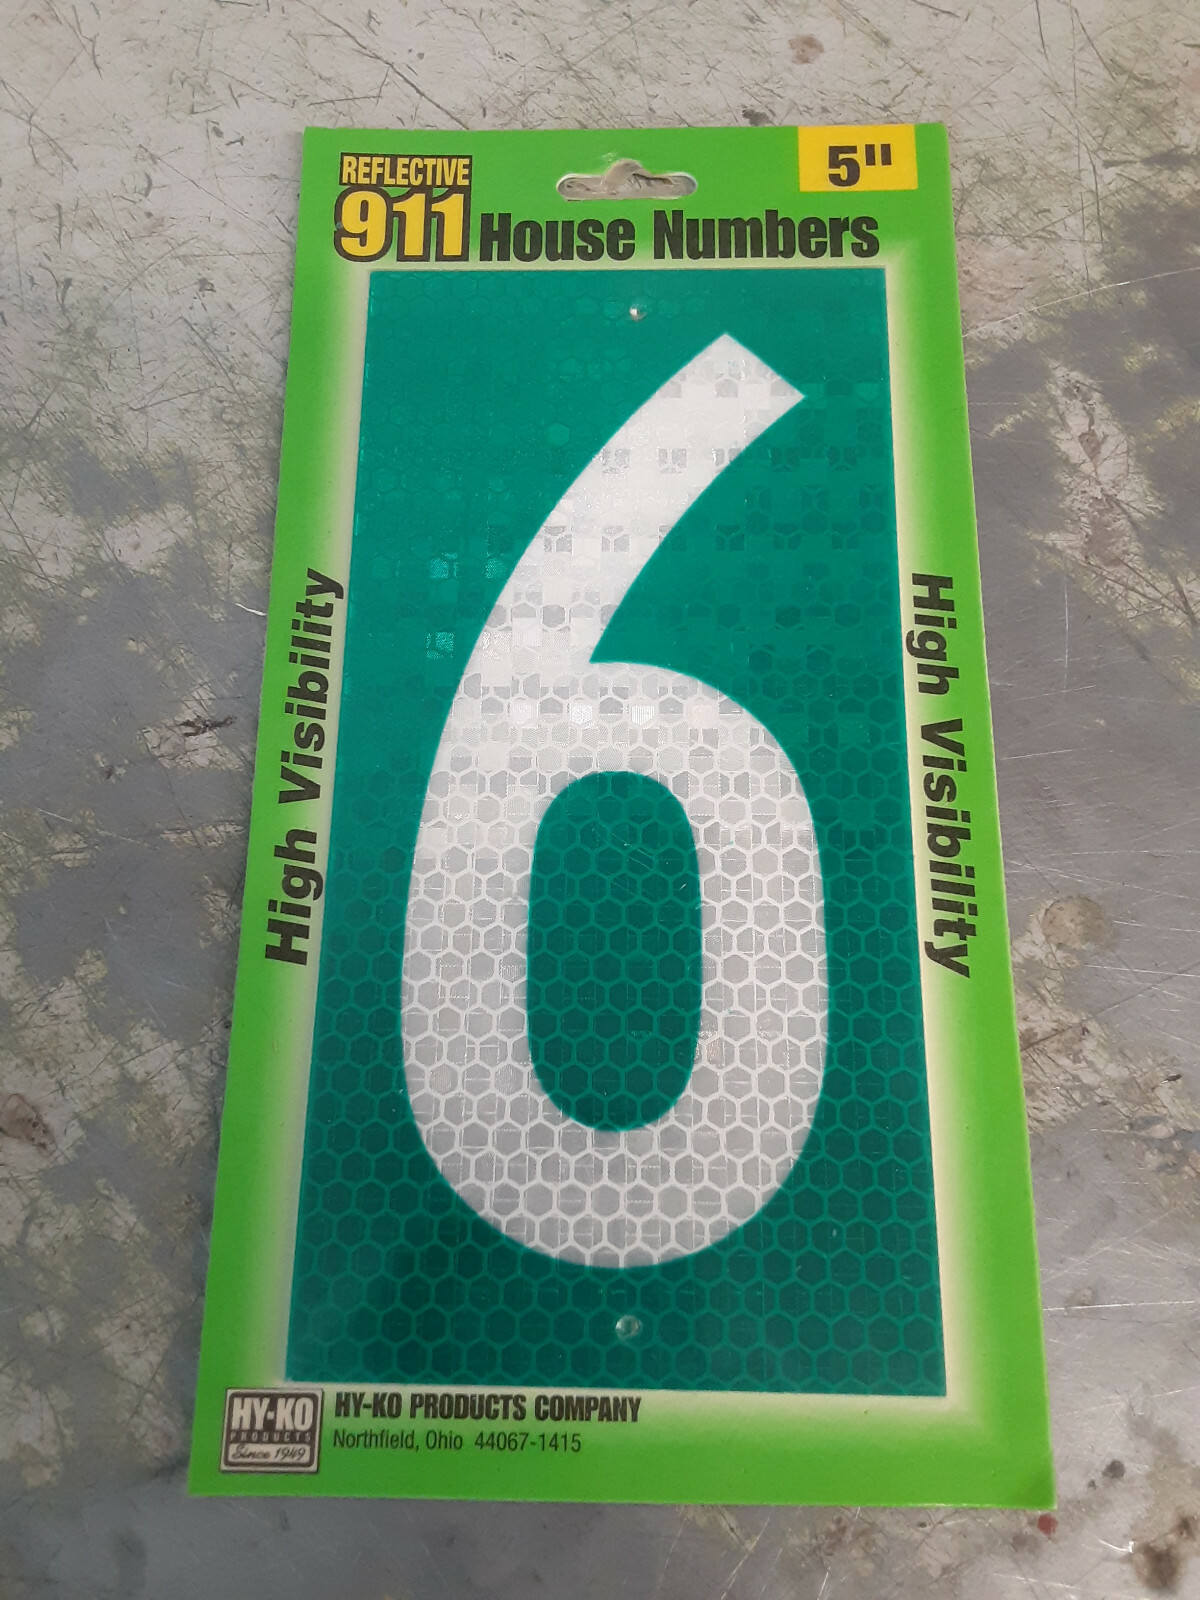 REFLECTIVE
911 House Numbers
5"
High Visibility
6
High Visibility
HY-KO
PRODUCTS
Since 1949
HY-KO PRODUCTS COMPANY
Northfield, Ohio 44067-1415